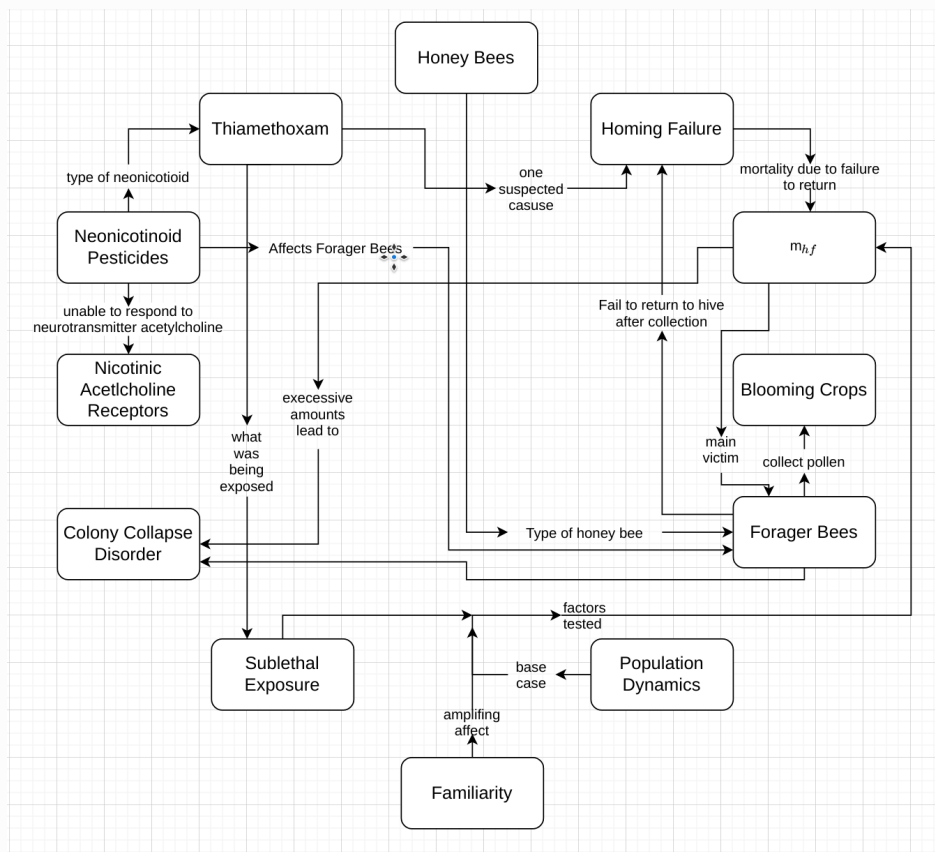 Honey Bees
Thiamethoxam
Homing Failure
type of neonicotioid
one
suspected
casuse
mortality due to failure
to return
Neonicotinoid
Pesticides
Affects Forager Bees
m_hf
unable to respond to
neurotransmitter acetylcholine
Fail to return to hive
after collection
Nicotinic
Acetlcholine
Receptors
Blooming Crops
execessive
amounts
lead to
what
was
being
exposed
main
victim
collect pollen
Colony Collapse
Disorder
Type of honey bee
Forager Bees
factors
tested
Sublethal
Exposure
base
case
Population
Dynamics
amplifing
affect
Familiarity